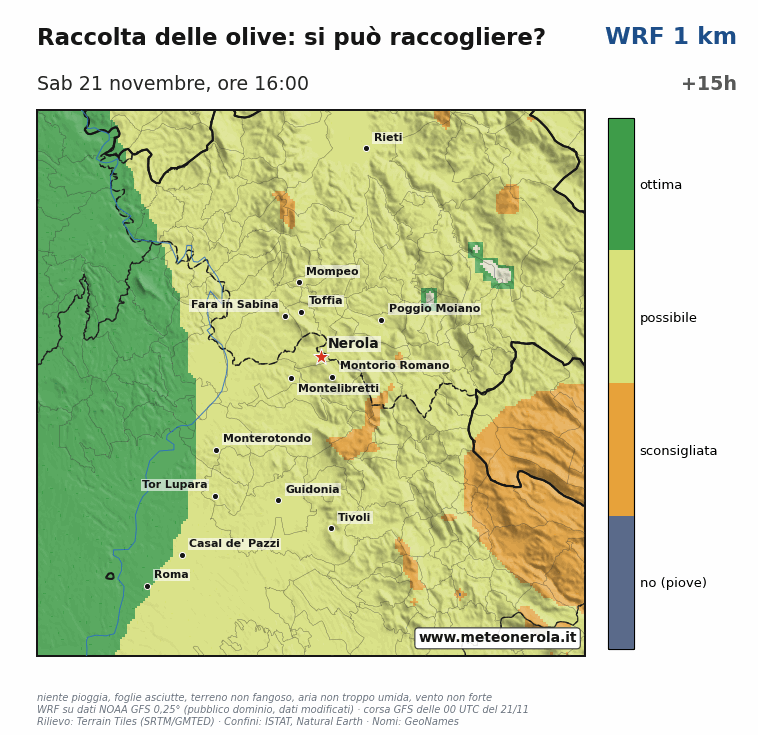 Raccolta delle olive: si può raccogliere?
WRF 1 km
Sab 21 novembre, ore 16:00
+15h
Rieti
Mompeo
Fara in Sabina
Toffia
Poggio Moiano
Nerola
Montorio Romano
Montelibretti
Monterotondo
Tor Lupara
Guidonia
Tivoli
Casal de' Pazzi
Roma
www.meteonerola.it
ottima
possibile
sconsigliata
no (piove)
niente pioggia, foglie asciutte, terreno non fangoso, aria non troppo umida, vento non forte
WRF su dati NOAA GFS 0,25° (pubblico dominio, dati modificati) · corsa GFS delle 00 UTC del 21/11
Rilievo: Terrain Tiles (SRTM/GMTED) · Confini: ISTAT, Natural Earth · Nomi: GeoNames